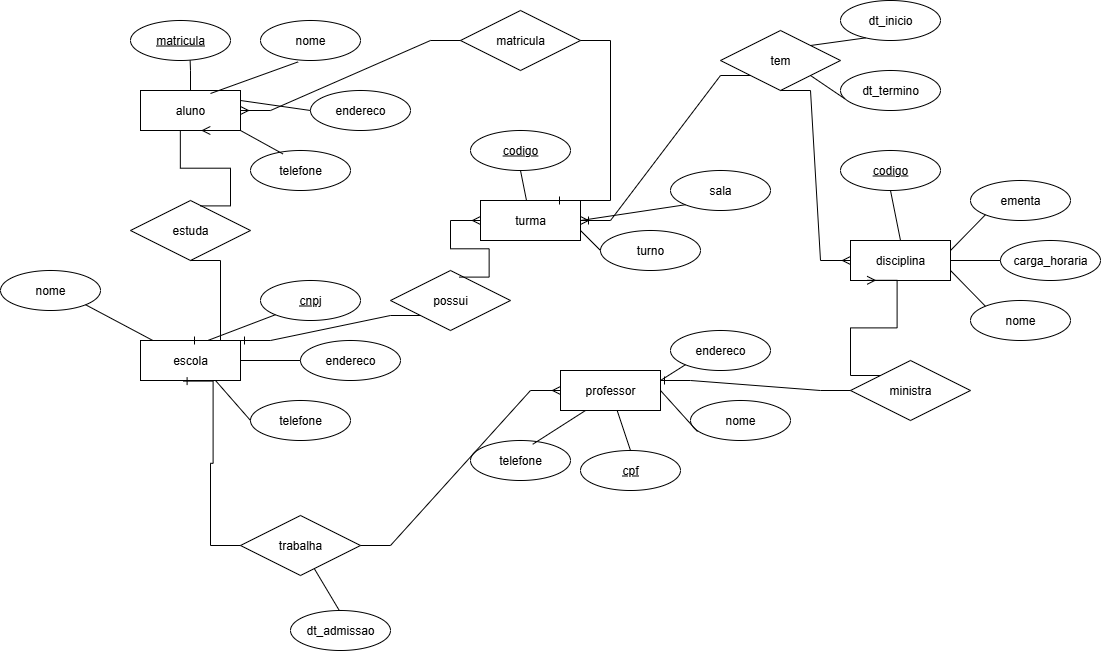 dt_inicio
matricula
nome
matricula
tem
dt_termino
aluno
endereco
codigo
telefone
codigo
sala
ementa
turma
estuda
turno
disciplina
carga_horaria
nome
cnpj
possui
nome
endereco
escola
endereco
professor
ministra
telefone
nome
telefone
cpf
trabalha
dt_admissao